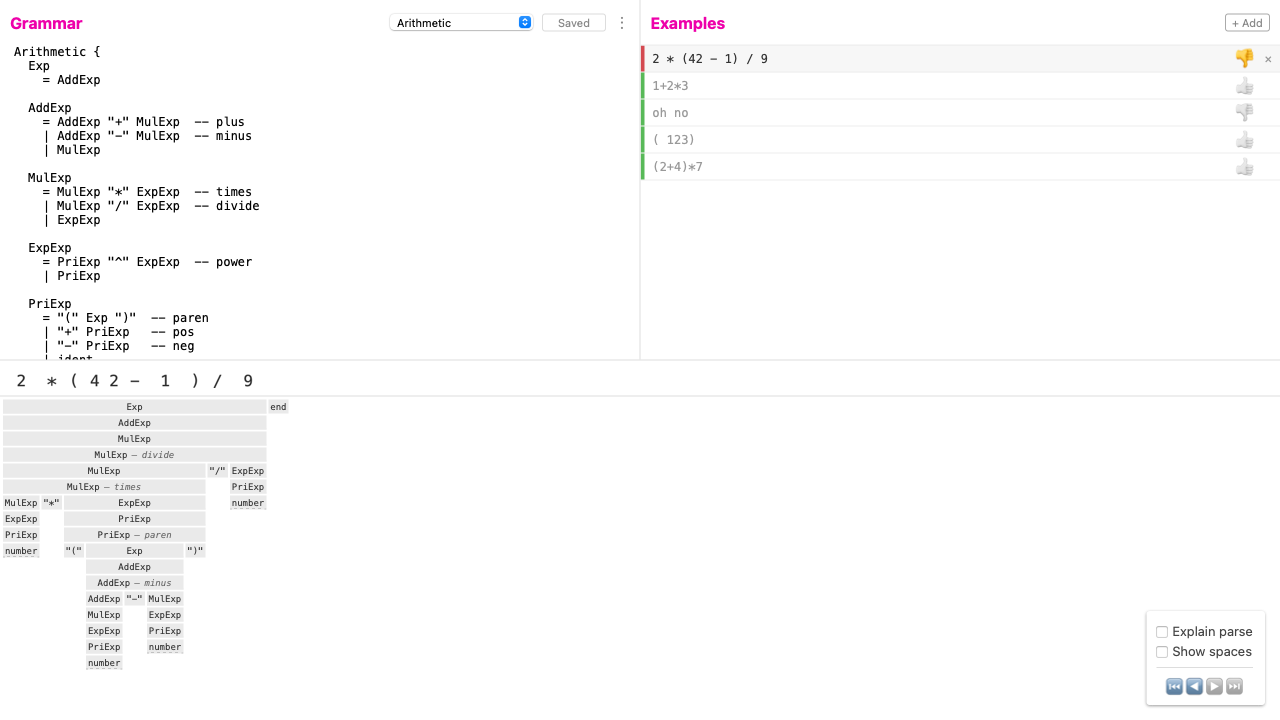 Grammar
Arithmetic
Saved
Arithmetic {
  Exp
    = AddExp

  AddExp
    = AddExp "+" MulExp  -- plus
    | AddExp "-" MulExp  -- minus
    | MulExp

  MulExp
    = MulExp "*" ExpExp  -- times
    | MulExp "/" ExpExp  -- divide
    | ExpExp

  ExpExp
    = PriExp "^" ExpExp  -- power
    | PriExp

  PriExp
    = "(" Exp ")"  -- paren
    | "+" PriExp   -- pos
    | "-" PriExp   -- neg
    | ident
Examples
+ Add
2 * (42 - 1) / 9
1+2*3
oh no
( 123)
(2+4)*7
2 * ( 4 2 - 1 ) / 9
Exp end
AddExp
MulExp
MulExp – divide
MulExp "/" ExpExp
MulExp – times PriExp
MulExp "*" ExpExp number
ExpExp PriExp
PriExp PriExp – paren
number "(" Exp ")"
AddExp
AddExp – minus
AddExp "-" MulExp
MulExp ExpExp
ExpExp PriExp
PriExp number
number
Explain parse
Show spaces